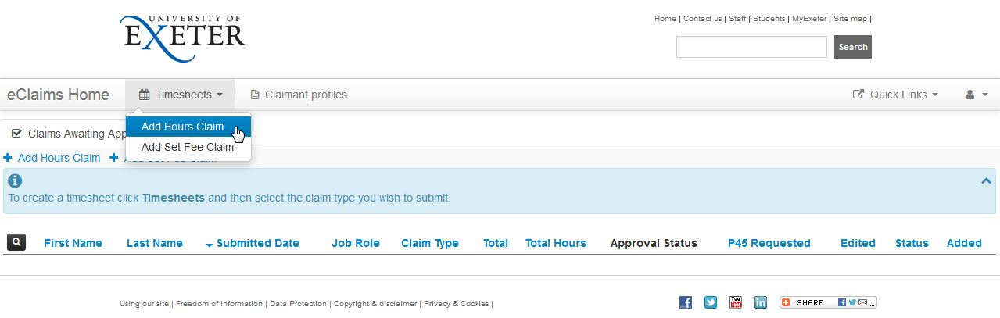 UNIVERSITY OF
EXETER
Home | Contact us | Staff | Students | MyExeter | Site map |
Search
eClaims Home Timesheets Claimant profiles Quick Links
Add Hours Claim
Claims Awaiting App
Add Set Fee Claim
Add Hours Claim
To create a timesheet click Timesheets and then select the claim type you wish to submit.
First Name Last Name Submitted Date Job Role Claim Type Total Total Hours Approval Status P45 Requested Edited Status Added
Using our site | Freedom of Information | Data Protection | Copyright & disclaimer | Privacy & Cookies |
You Tube
SHARE ...